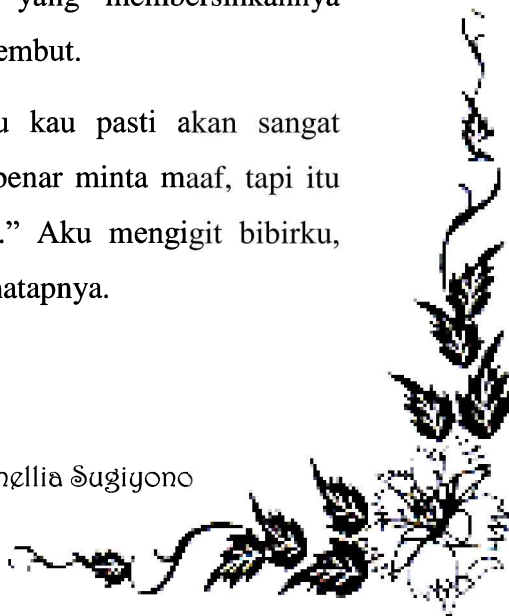 yang membersihkannya
embut.
u kau pasti akan sangat
benar minta maaf, tapi itu
.” Aku mengigit bibirku,
natapnya.
nellia Sugiyono